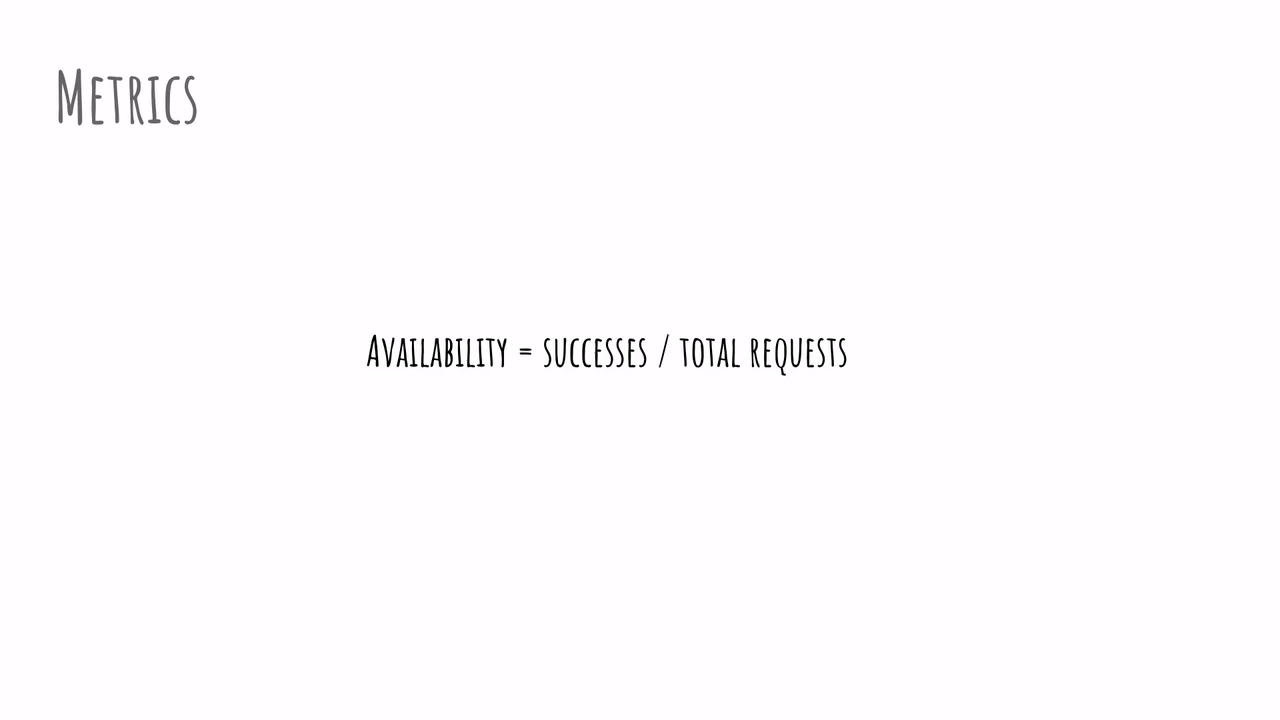 Metrics
Availability = successes / total requests